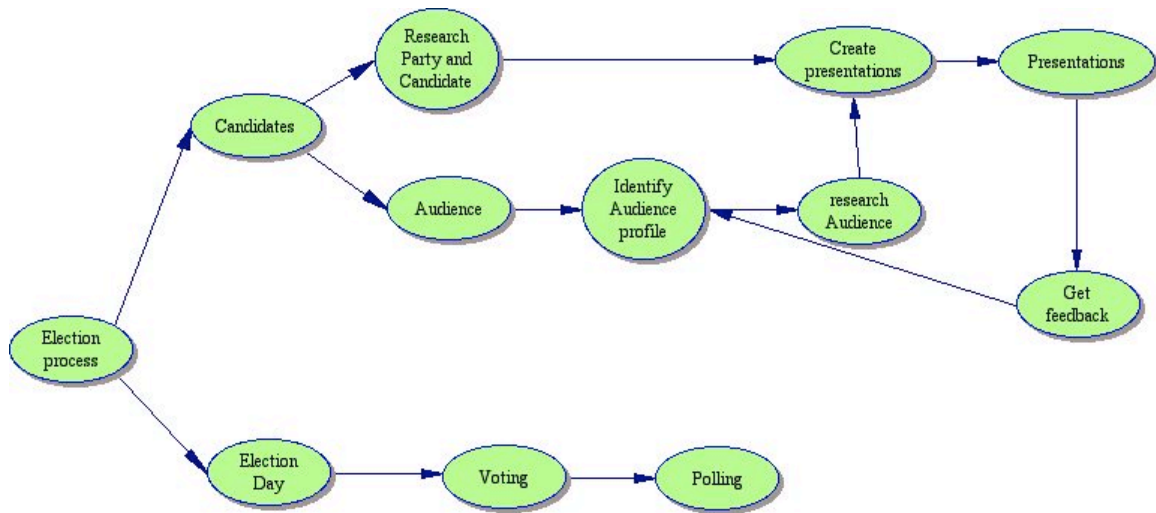 Research
Party and
Candidate
Create
presentations
Presentations
Candidates
Audience
Identify
Audience
profile
research
Audience
Get
feedback
Election
process
Election
Day
Voting
Polling